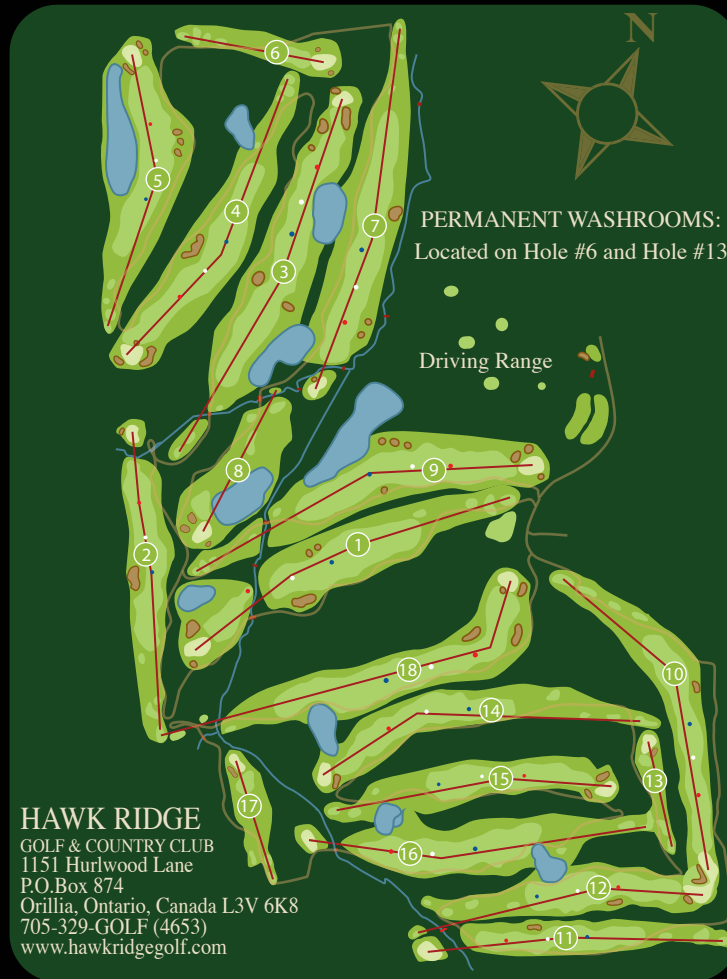 N
6
5
4
7
3
PERMANENT WASHROOMS:
Located on Hole #6 and Hole #13
Driving Range
8
9
2
1
18
10
14
13
15
17
16
12
11
HAWK RIDGE
GOLF & COUNTRY CLUB
1151 Hurlwood Lane
P.O.Box 874
Orillia, Ontario, Canada L3V 6K8
705-329-GOLF (4653)
www.hawkridgegolf.com